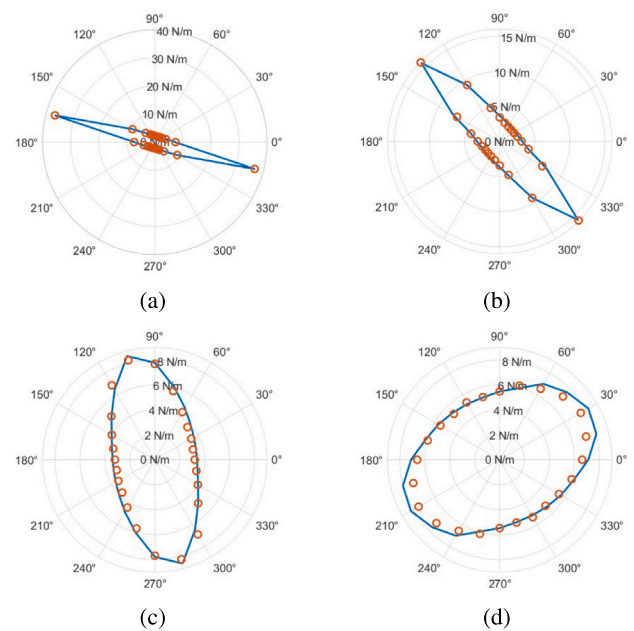 90°
120° 60°
150° 30°
180° 0°
210° 330°
240° 300°
270°
40 N/m
30 N/m
20 N/m
10 N/m
(a)
90°
120° 60°
150° 30°
180° 0°
210° 330°
240° 300°
270°
15 N/m
10 N/m
5 N/m
0 N/m
(b)
90°
120° 60°
150° 30°
180° 0°
210° 330°
240° 300°
270°
8 N/m
6 N/m
4 N/m
2 N/m
0 N/m
(c)
90°
120° 60°
150° 30°
180° 0°
210° 330°
240° 300°
270°
8 N/m
6 N/m
4 N/m
2 N/m
0 N/m
(d)